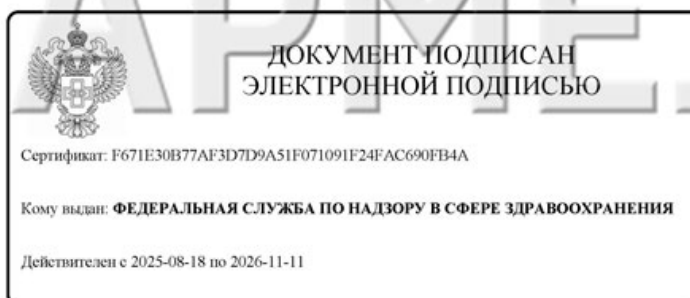 АРМЕ.
ДОКУМЕНТ ПОДПИСАН
ЭЛЕКТРОННОЙ ПОДПИСЬЮ
Сертификат: F671E30B77AF3D7D9A51F071091F24FAC690FB4A
Кому выдан: ФЕДЕРАЛЬНАЯ СЛУЖБА ПО НАДЗОРУ В СФЕРЕ ЗДРАВООХРАНЕНИЯ
Действителен с 2025-08-18 по 2026-11-11